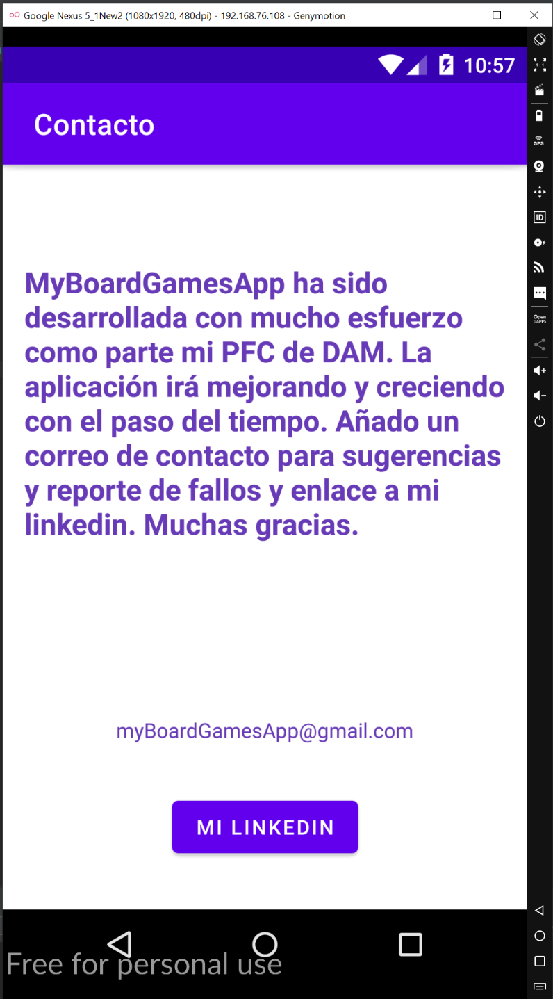 Google Nexus 5_1New2 (1080x1920, 480dpi) - 192.168.76.108 - Genymotion
10:57
Contacto
1:1
GPS
ID
MyBoardGamesApp ha sido
desarrollada con mucho esfuerzo
como parte mi PFC de DAM. La
aplicación irá mejorando y creciendo
con el paso del tiempo. Añado un
correo de contacto para sugerencias
y reporte de fallos y enlace a mi
linkedin. Muchas gracias.
Open
GAPPS
myBoardGamesApp@gmail.com
MI LINKEDIN
Free for personal use